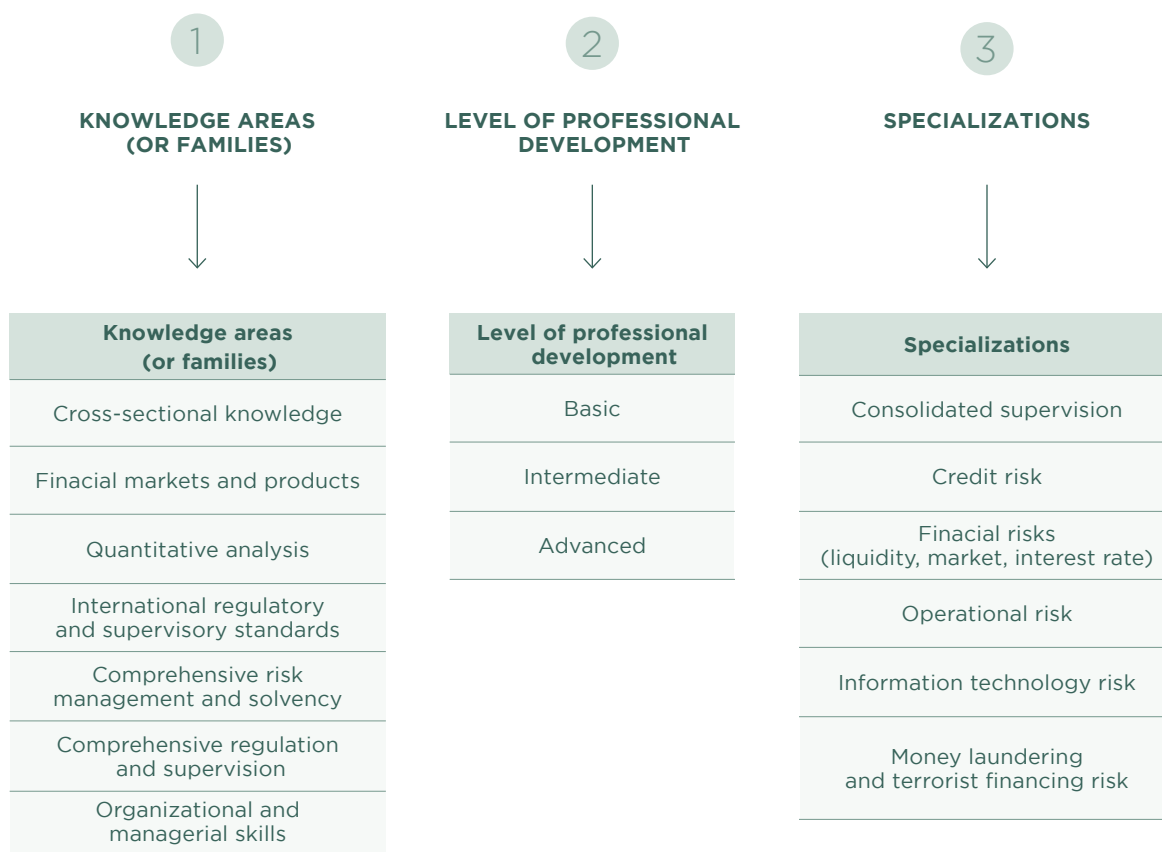 1
KNOWLEDGE AREAS
(OR FAMILIES)
Knowledge areas
(or families)
Cross-sectional knowledge
Finacial markets and products
Quantitative analysis
International regulatory
and supervisory standards
Comprehensive risk
management and solvency
Comprehensive regulation
and supervision
Organizational and
managerial skills
2
LEVEL OF PROFESSIONAL
DEVELOPMENT
Level of professional
development
Basic
Intermediate
Advanced
3
SPECIALIZATIONS
Specializations
Consolidated supervision
Credit risk
Finacial risks
(liquidity, market, interest rate)
Operational risk
Information technology risk
Money laundering
and terrorist financing risk